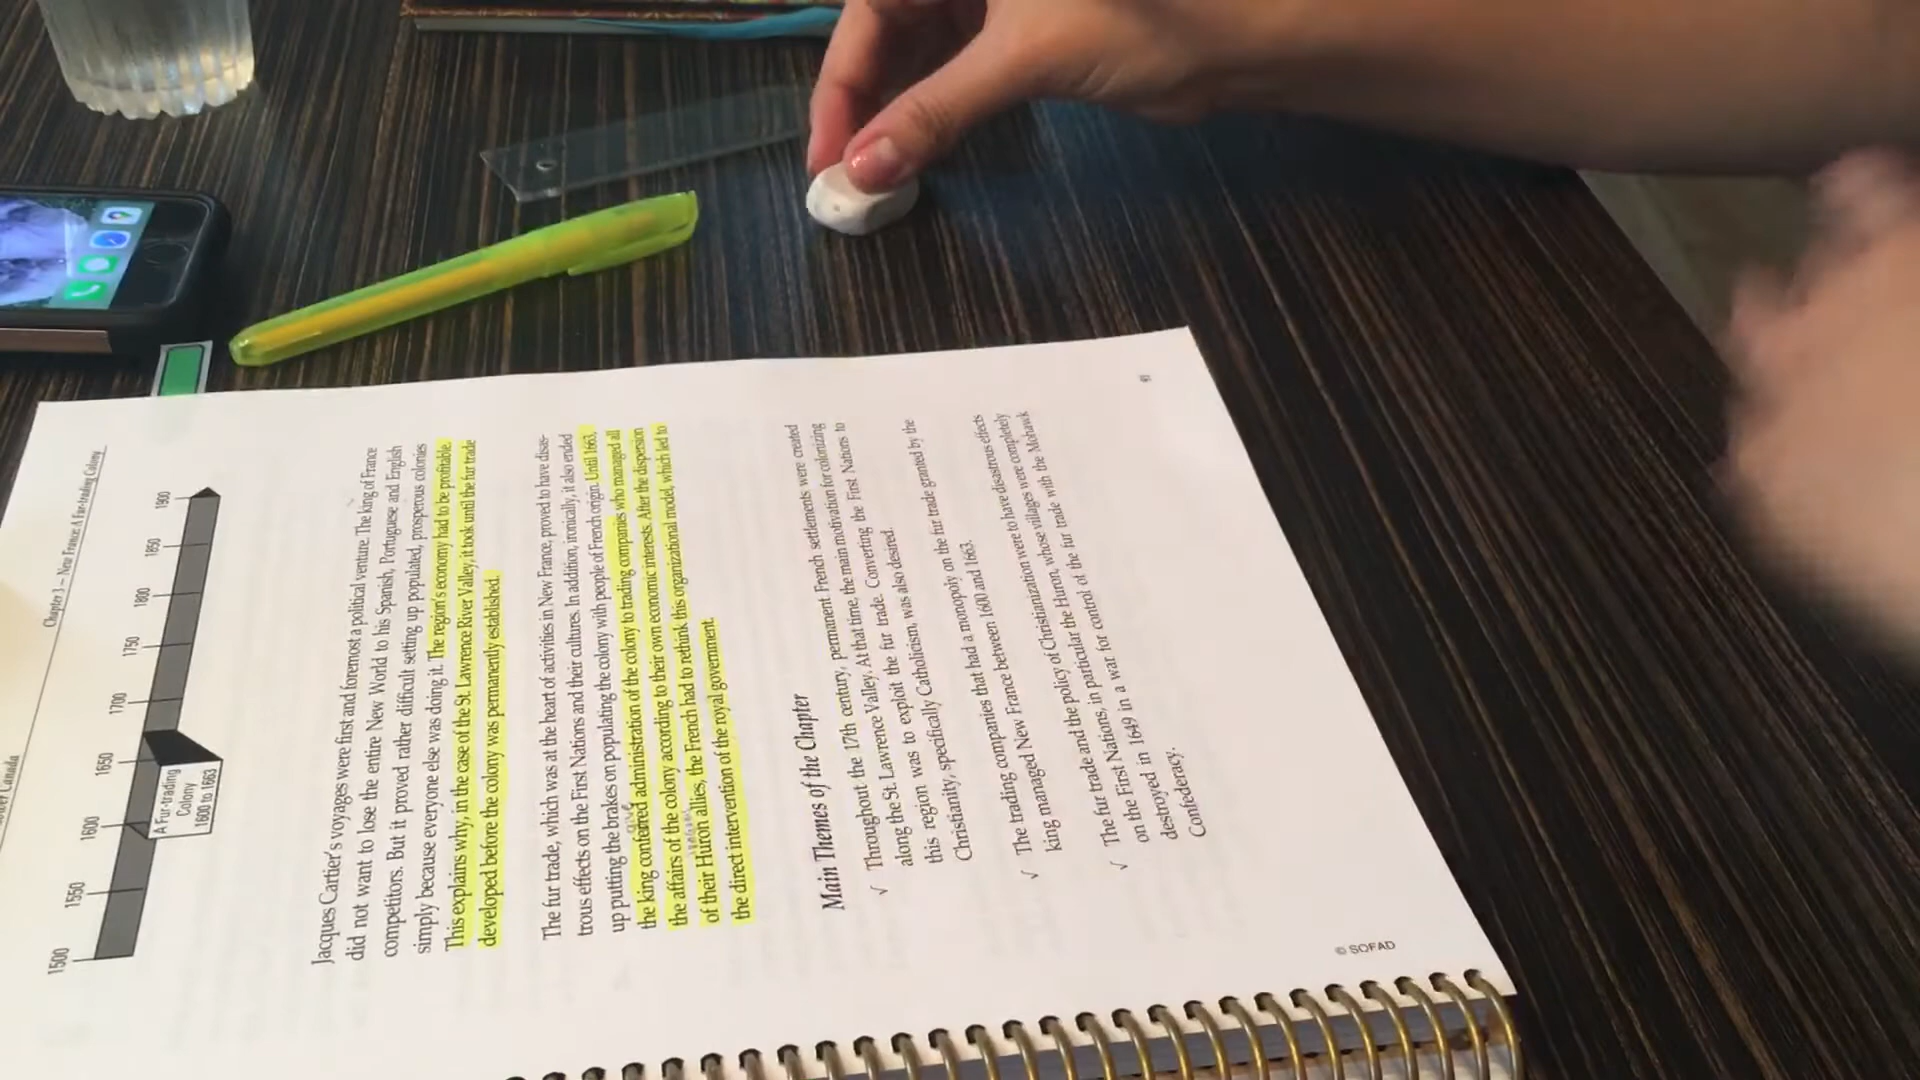 Chapter 3 – New France: A Fur-trading Colony
1500 1550 1600 1650 1700 1750 1800 1850 1900
A Fur-trading
Colony
1600 to 1663
Jacques Cartier's voyages were first and foremost a political venture. The king of France
did not want to lose the entire New World to his Spanish, Portuguese and English
competitors. But it proved rather difficult setting up populated, prosperous colonies
simply because everyone else was doing it. The region's economy had to be profitable.
This explains why, in the case of the St. Lawrence River Valley, it took until the fur trade
developed before the colony was permanently established.
The fur trade, which was at the heart of activities in New France, proved to have disas-
trous effects on the First Nations and their cultures. In addition, ironically, it also ended
up putting the brakes on populating the colony with people of French origin. Until 1663,
the king conferred administration of the colony to trading companies who managed all
give
the affairs of the colony according to their own economic interests. After the dispersion
of their Huron allies, the French had to rethink this organizational model, which led to
the direct intervention of the royal government.
Main Themes of the Chapter
√ Throughout the 17th century, permanent French settlements were created
along the St. Lawrence Valley. At that time, the main motivation for colonizing
this region was to exploit the fur trade. Converting the First Nations to
Christianity, specifically Catholicism, was also desired.
√ The trading companies that had a monopoly on the fur trade granted by the
king managed New France between 1600 and 1663.
√ The fur trade and the policy of Christianization were to have disastrous effects
on the First Nations, in particular the Huron, whose villages were completely
destroyed in 1649 in a war for control of the fur trade with the Mohawk
Confederacy.
© SOFAD